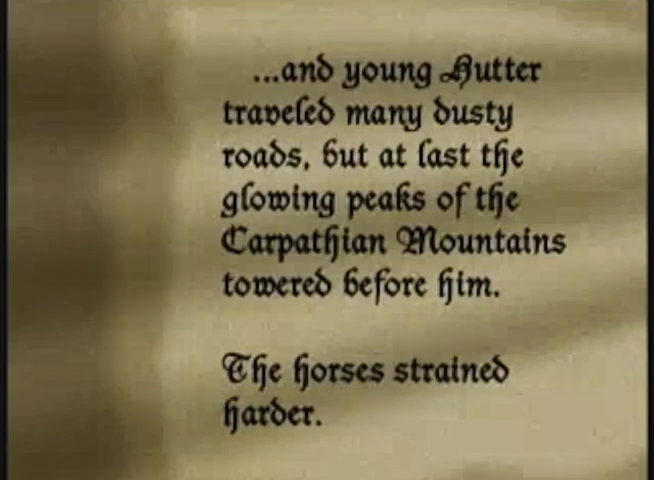 ...and young Hutter
traveled many dusty
roads, but at last the
glowing peaks of the
Carpathian Mountains
towered before him.
The horses strained
harder.